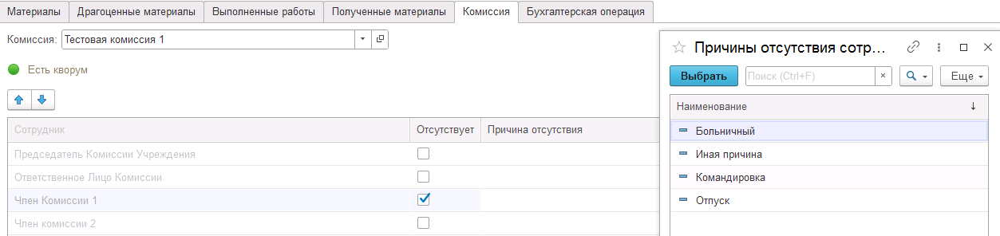 Материалы Драгоценные материалы Выполненные работы Полученные материалы Комиссия Бухгалтерская операция
Комиссия: Тестовая комиссия 1
Есть кворум
Сотрудник Отсутствует Причина отсутствия
Председатель Комиссии Учреждения
Ответственное Лицо Комиссии
Член Комиссии 1
Член комиссии 2
Причины отсутствия сотр...
Выбрать Поиск (Ctrl+F) × Еще
Наименование ↓
Больничный
Иная причина
Командировка
Отпуск